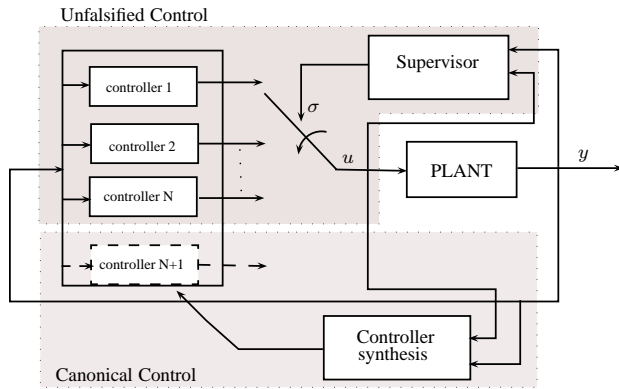 Unfalsified Control
controller 1
controller 2
controller N
controller N+1
σ
Supervisor
u
PLANT
y
Controller
synthesis
Canonical Control